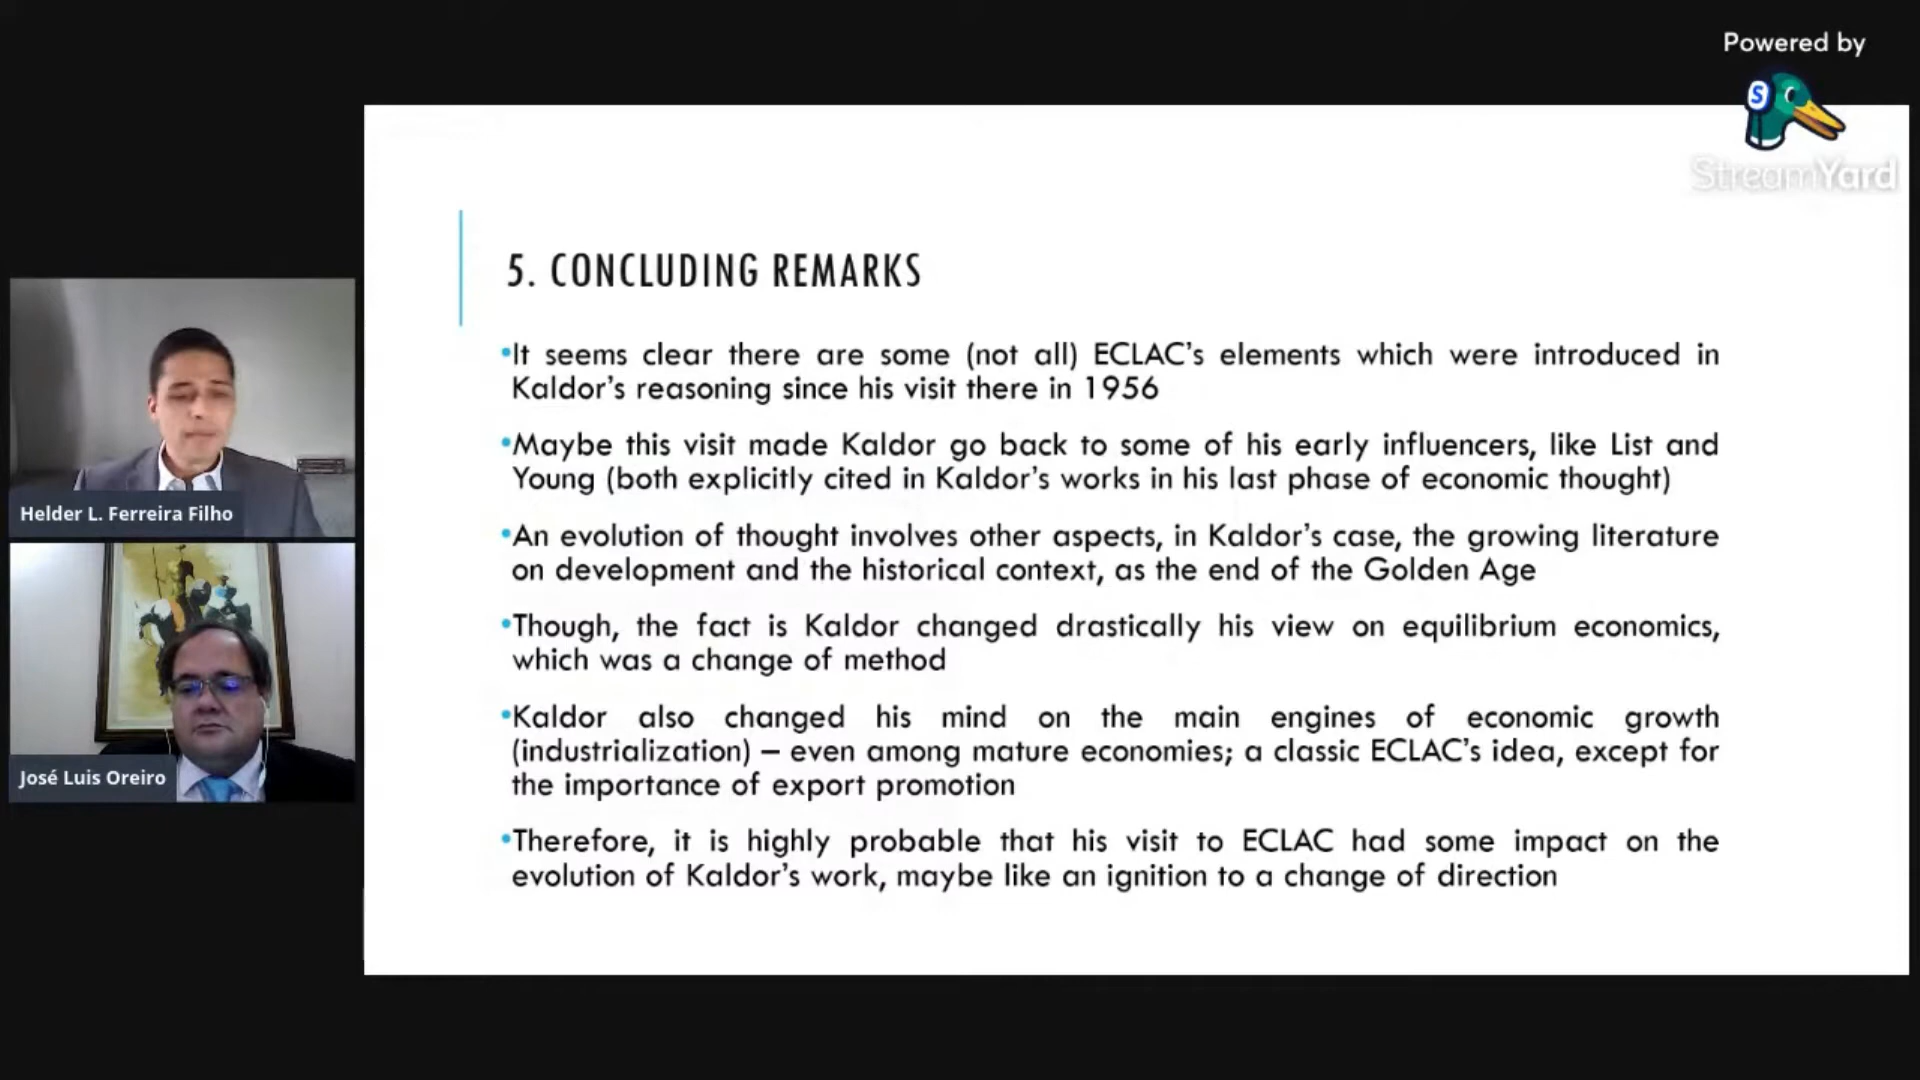 Powered by
S
StreamYard
5. CONCLUDING REMARKS
•It seems clear there are some (not all) ECLAC's elements which were introduced in
Kaldor's reasoning since his visit there in 1956
•Maybe this visit made Kaldor go back to some of his early influencers, like List and
Young (both explicitly cited in Kaldor's works in his last phase of economic thought)
•An evolution of thought involves other aspects, in Kaldor's case, the growing literature
on development and the historical context, as the end of the Golden Age
•Though, the fact is Kaldor changed drastically his view on equilibrium economics,
which was a change of method
•Kaldor also changed his mind on the main engines of economic growth
(industrialization) – even among mature economies; a classic ECLAC's idea, except for
the importance of export promotion
•Therefore, it is highly probable that his visit to ECLAC had some impact on the
evolution of Kaldor's work, maybe like an ignition to a change of direction
Helder L. Ferreira Filho
José Luis Oreiro